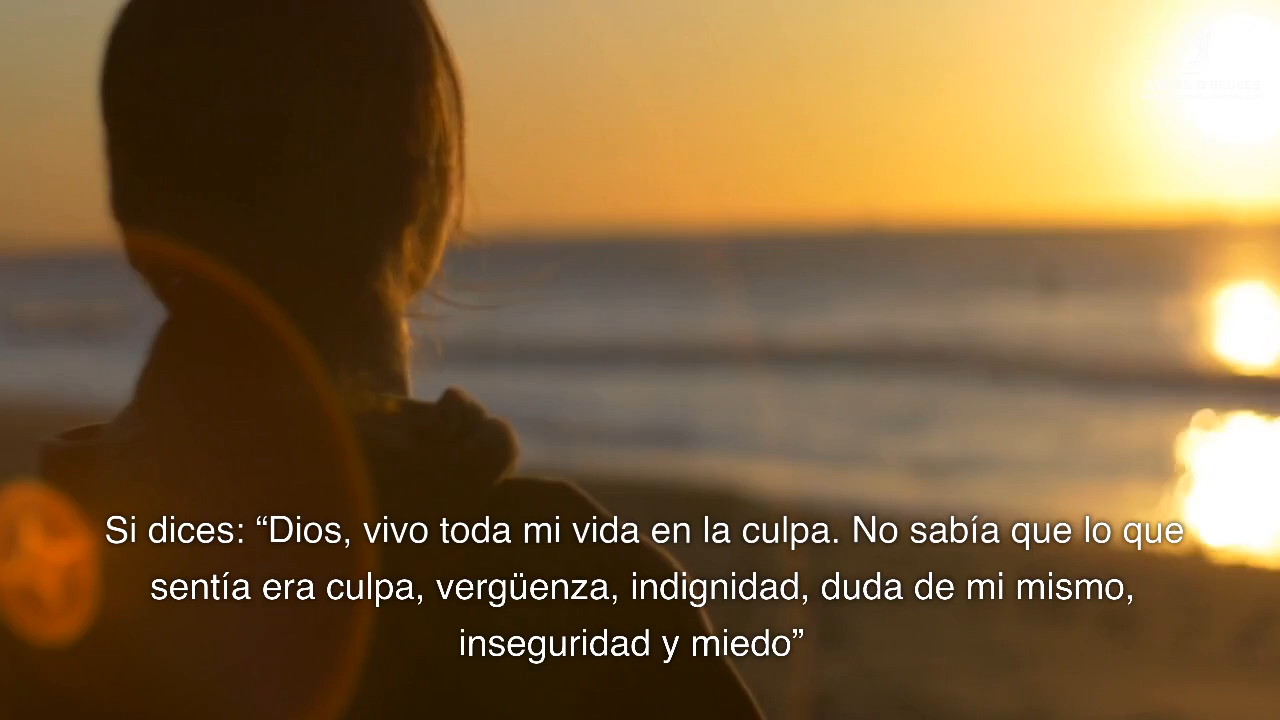 Si dices: “Dios, vivo toda mi vida en la culpa. No sabía que lo que
sentía era culpa, vergüenza, indignidad, duda de mi mismo,
inseguridad y miedo”